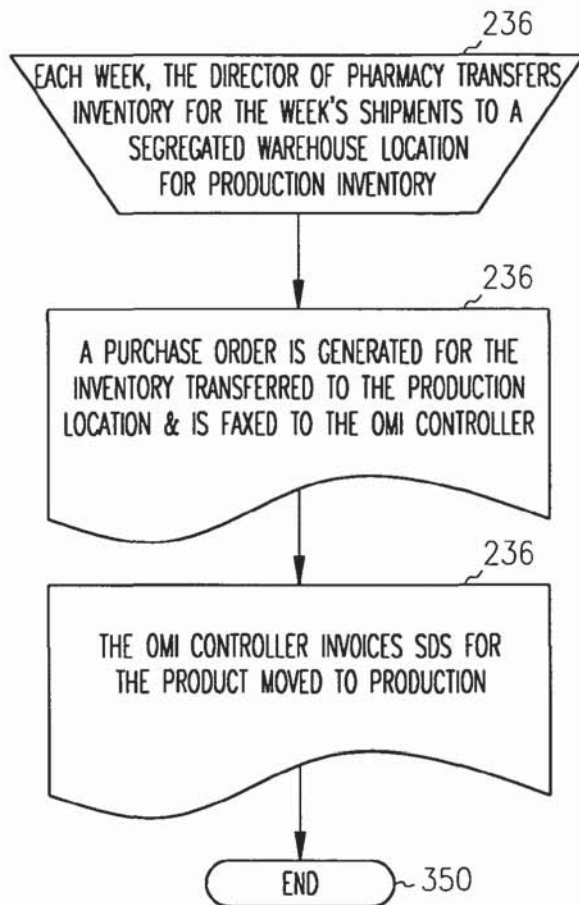 236
EACH WEEK, THE DIRECTOR OF PHARMACY TRANSFERS
INVENTORY FOR THE WEEK'S SHIPMENTS TO A
SEGREGATED WAREHOUSE LOCATION
FOR PRODUCTION INVENTORY
236
A PURCHASE ORDER IS GENERATED FOR THE
INVENTORY TRANSFERRED TO THE PRODUCTION
LOCATION & IS FAXED TO THE OMI CONTROLLER
236
THE OMI CONTROLLER INVOICES SDS FOR
THE PRODUCT MOVED TO PRODUCTION
END
350